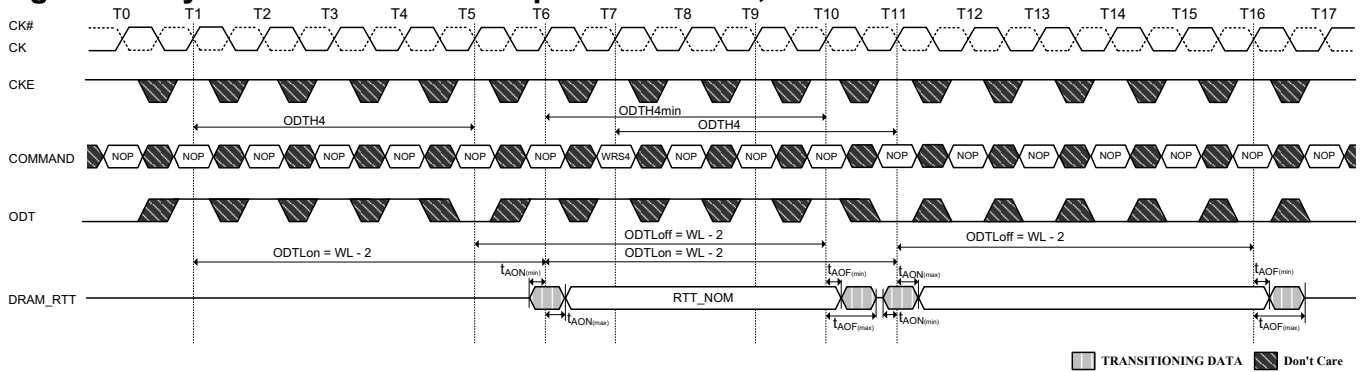 T0 T1 T2 T3 T4 T5 T6 T7 T8 T9 T10 T11 T12 T13 T14 T15 T16 T17
CK#
CK
CKE
ODTH4min
ODTH4
ODTH4
COMMAND NOP NOP NOP NOP NOP NOP NOP WRS4 NOP NOP NOP NOP NOP NOP NOP NOP NOP NOP
ODT
ODTLoff = WL - 2 ODTLoff = WL - 2
ODTLon = WL - 2 ODTLon = WL - 2
tAON(min) tAOF(min) tAON(max) tAOF(min)
DRAM_RTT RTT_NOM
tAON(max) tAOF(max) tAON(min) tAOF(max)
TRANSITIONING DATA Don't Care